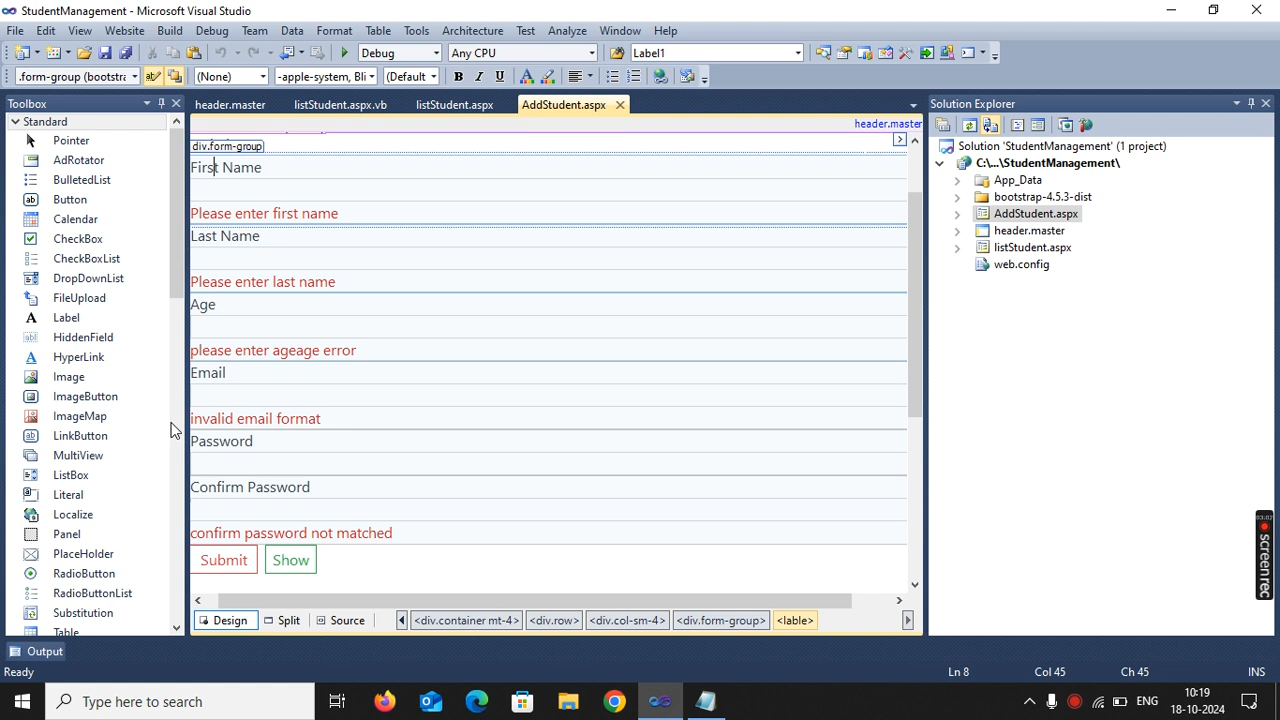 StudentManagement - Microsoft Visual Studio
File Edit View Website Build Debug Team Data Format Table Tools Architecture Test Analyze Window Help
Debug Any CPU Label1
.form-group (bootstra (None) -apple-system, Bli (Default B I U A
Toolbox
header.master listStudent.aspx.vb listStudent.aspx AddStudent.aspx
Solution Explorer
Standard
Pointer
AdRotator
BulletedList
Button
Calendar
CheckBox
CheckBoxList
DropDownList
FileUpload
Label
HiddenField
HyperLink
Image
ImageButton
ImageMap
LinkButton
MultiView
ListBox
Literal
Localize
Panel
PlaceHolder
RadioButton
RadioButtonList
Substitution
Table
header.master
div.form-group
First Name
Please enter first name
Last Name
Please enter last name
Age
please enter ageage error
Email
invalid email format
Password
Confirm Password
confirm password not matched
Submit Show
Design Split Source <div.container mt-4> <div.row> <div.col-sm-4> <div.form-group> <lable>
Solution 'StudentManagement' (1 project)
C:\...\StudentManagement\
App_Data
bootstrap-4.5.3-dist
AddStudent.aspx
header.master
listStudent.aspx
web.config
screen rec
Output
Ready Ln 8 Col 45 Ch 45 INS
Type here to search
ENG
10:19
18-10-2024